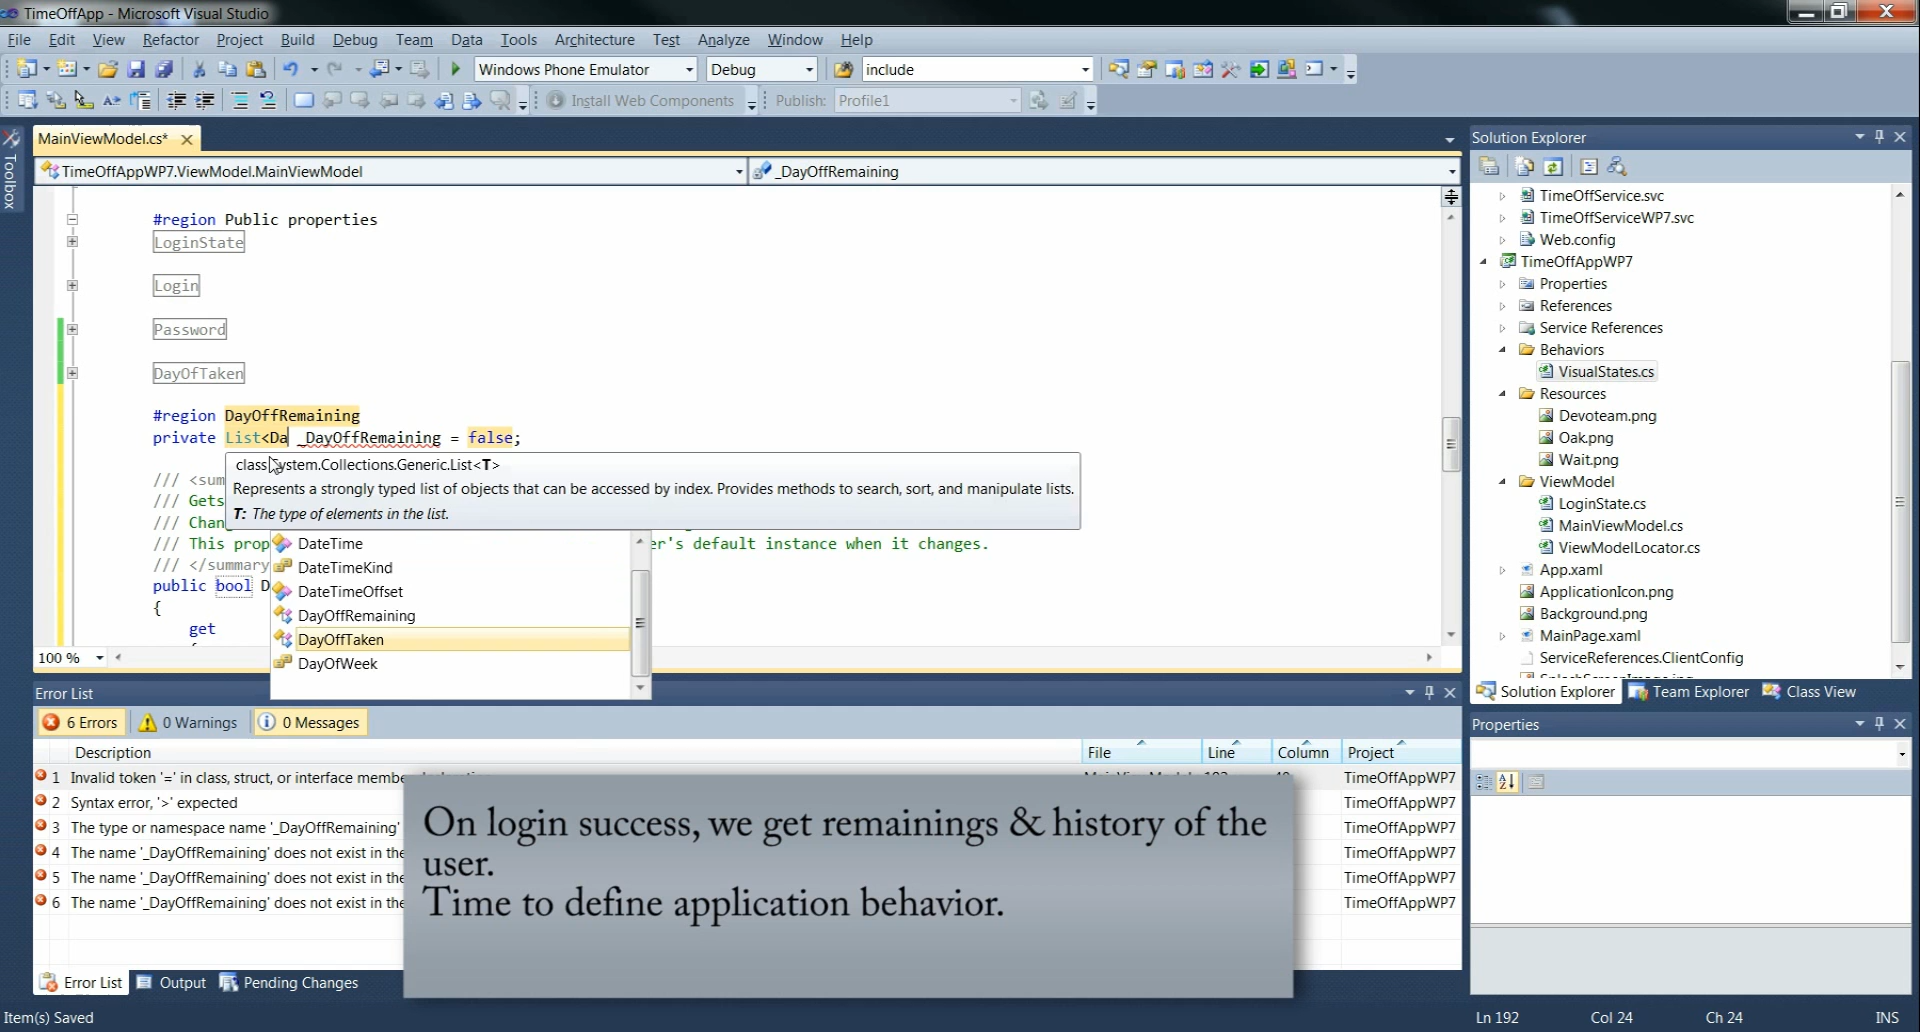 TimeOffApp - Microsoft Visual Studio
File Edit View Refactor Project Build Debug Team Data Tools Architecture Test Analyze Window Help
Windows Phone Emulator Debug include
Install Web Components Publish: Profile1
Toolbox
MainViewModel.cs*
TimeOffAppWP7.ViewModel.MainViewModel _DayOffRemaining
#region Public properties
LoginState
Login
Password
DayOfTaken
#region DayOffRemaining
private List<Da _DayOffRemaining = false;
class System.Collections.Generic.List<T>
Represents a strongly typed list of objects that can be accessed by index. Provides methods to search, sort, and manipulate lists.
T: The type of elements in the list.
/// <sum
/// Gets
/// Chan
/// This prop er's default instance when it changes.
/// </summary
public bool D
{
get
DateTime
DateTimeKind
DateTimeOffset
DayOffRemaining
DayOffTaken
DayOfWeek
100 %
Solution Explorer
TimeOffService.svc
TimeOffServiceWP7.svc
Web.config
TimeOffAppWP7
Properties
References
Service References
Behaviors
VisualStates.cs
Resources
Devoteam.png
Oak.png
Wait.png
ViewModel
LoginState.cs
MainViewModel.cs
ViewModelLocator.cs
App.xaml
ApplicationIcon.png
Background.png
MainPage.xaml
ServiceReferences.ClientConfig
Solution Explorer Team Explorer Class View
Properties
Error List
6 Errors 0 Warnings 0 Messages
Description File Line Column Project
1 Invalid token '=' in class, struct, or interface membe TimeOffAppWP7
2 Syntax error, '>' expected TimeOffAppWP7
3 The type or namespace name '_DayOffRemaining' TimeOffAppWP7
4 The name '_DayOffRemaining' does not exist in the TimeOffAppWP7
5 The name '_DayOffRemaining' does not exist in the TimeOffAppWP7
6 The name '_DayOffRemaining' does not exist in the TimeOffAppWP7
On login success, we get remainings & history of the
user.
Time to define application behavior.
Error List Output Pending Changes
Item(s) Saved Ln 192 Col 24 Ch 24 INS